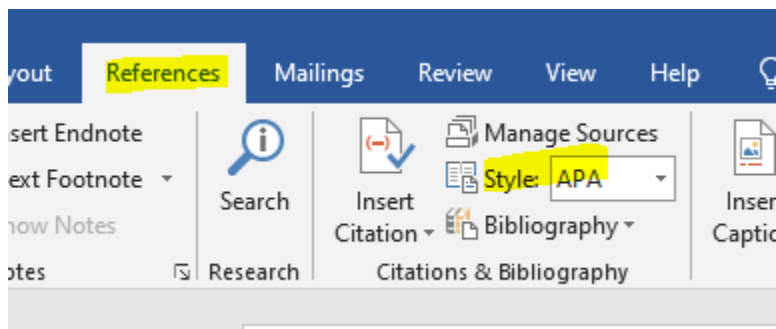 yout References Mailings Review View Help
sert Endnote
ext Footnote
now Notes
otes
Search
Research
Insert
Citation
Manage Sources
Style: APA
Bibliography
Citations & Bibliography
Inser
Captio